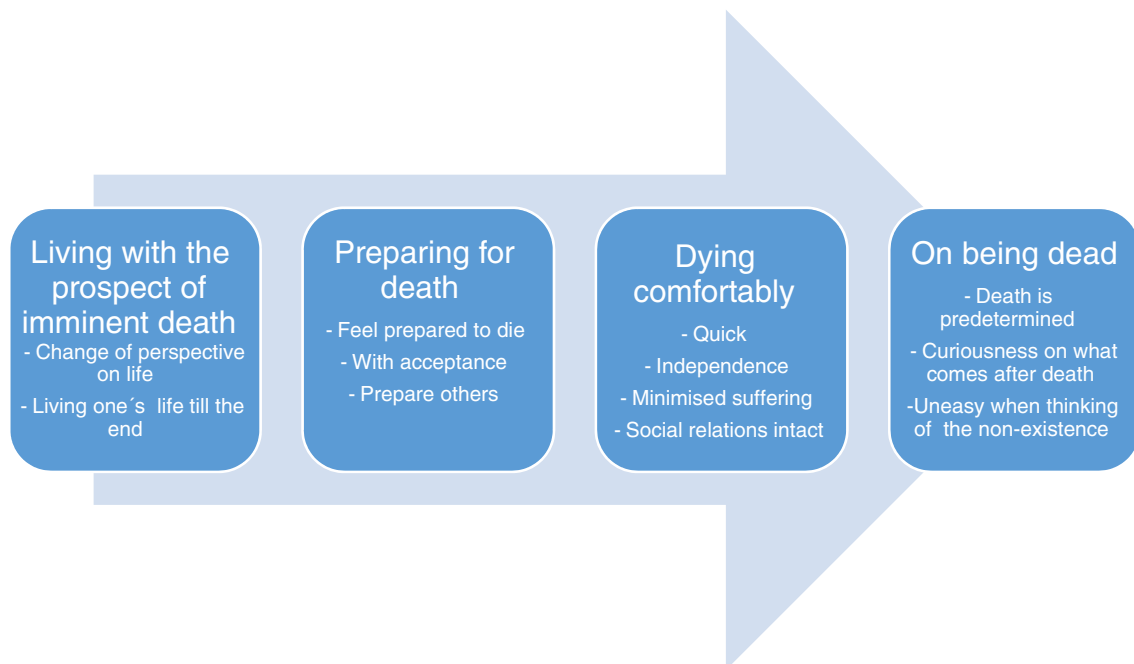 Living with the
prospect of
imminent death
- Change of perspective
on life
- Living one´s life till the
end
Preparing for
death
- Feel prepared to die
- With acceptance
- Prepare others
Dying
comfortably
- Quick
- Independence
- Minimised suffering
- Social relations intact
On being dead
- Death is
predetermined
- Curiousness on what
comes after death
-Uneasy when thinking
of the non-existence